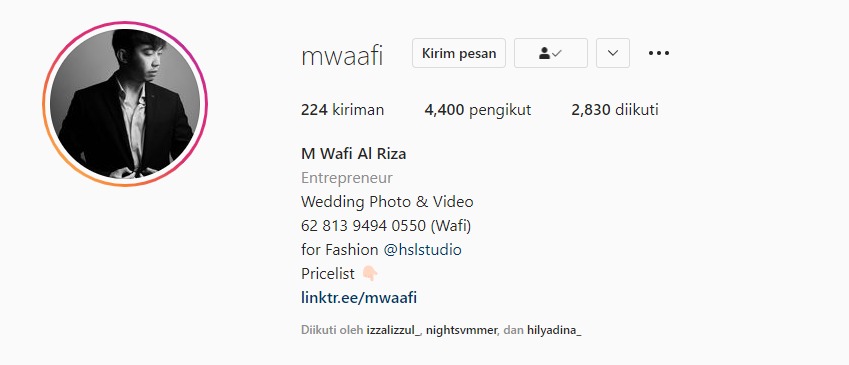 mwaafi Kirim pesan
224 kiriman 4,400 pengikut 2,830 diikuti
M Wafi Al Riza
Entrepreneur
Wedding Photo & Video
62 813 9494 0550 (Wafi)
for Fashion @hslstudio
Pricelist 👇🏻
linktr.ee/mwaafi
Diikuti oleh izzalizzul_, nightsvmmer, dan hilyadina_